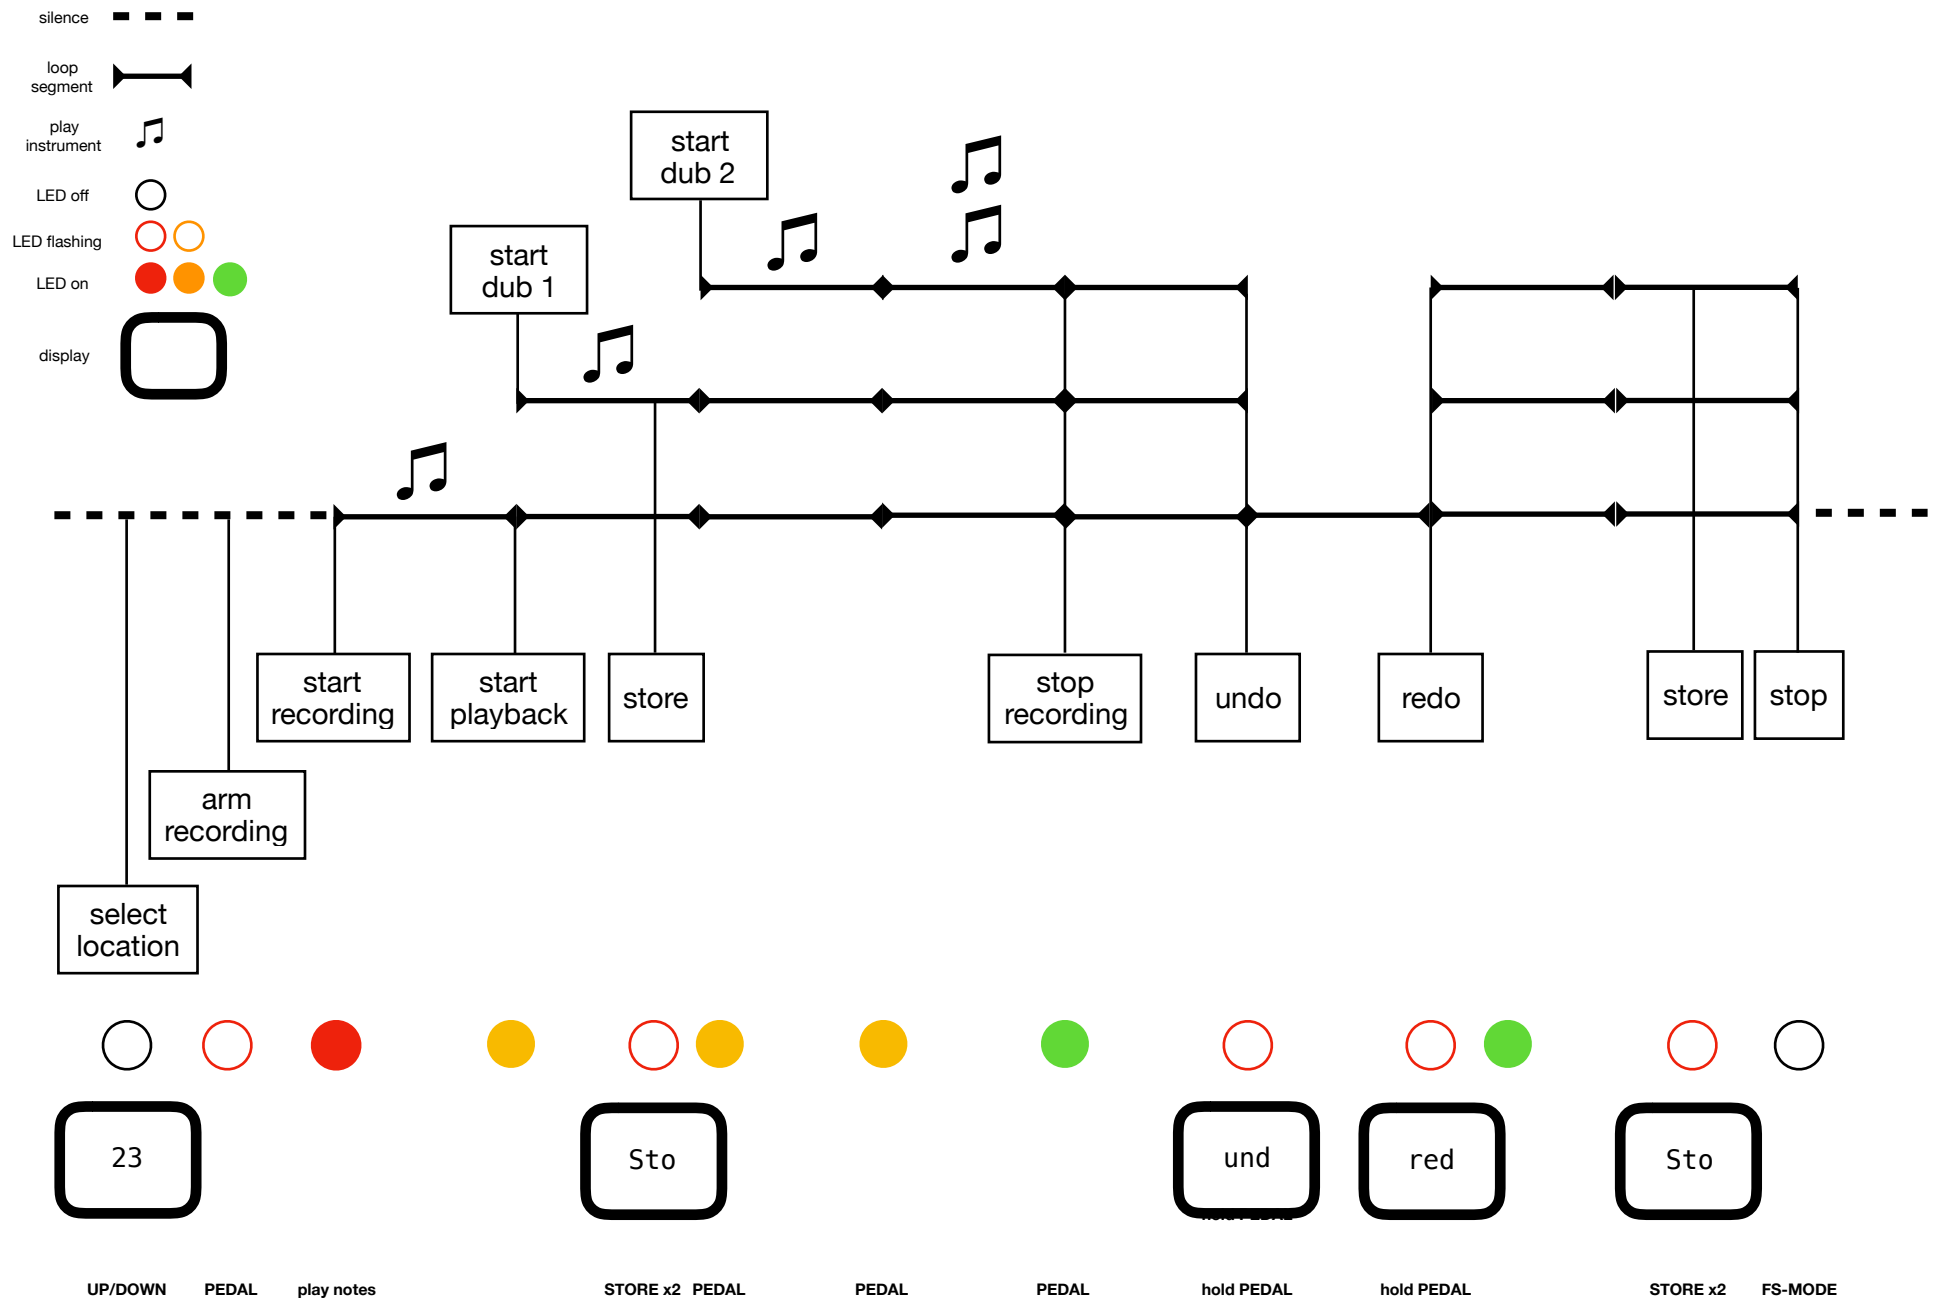 silence
loop
segment
play
instrument
LED off
LED flashing
LED on
display
start
dub 2
start
dub 1
start
recording
start
playback
store
stop
recording
undo
redo
store
stop
arm
recording
select
location
23
Sto
und
red
Sto
hold PEDAL
UP/DOWN
PEDAL
play notes
STORE x2
PEDAL
PEDAL
PEDAL
hold PEDAL
hold PEDAL
STORE x2
FS-MODE